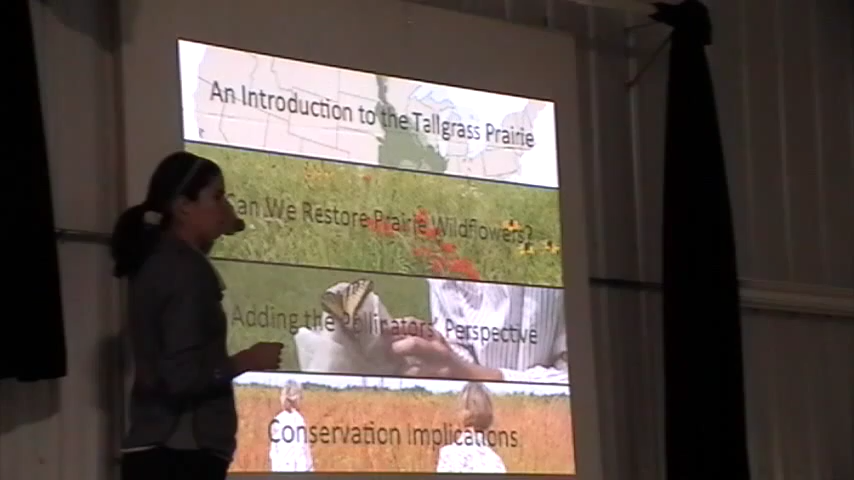 An Introduction to the Tallgrass Prairie
Can We Restore Prairie Wildflowers?
Adding the Pollinators' Perspective
Conservation Implications